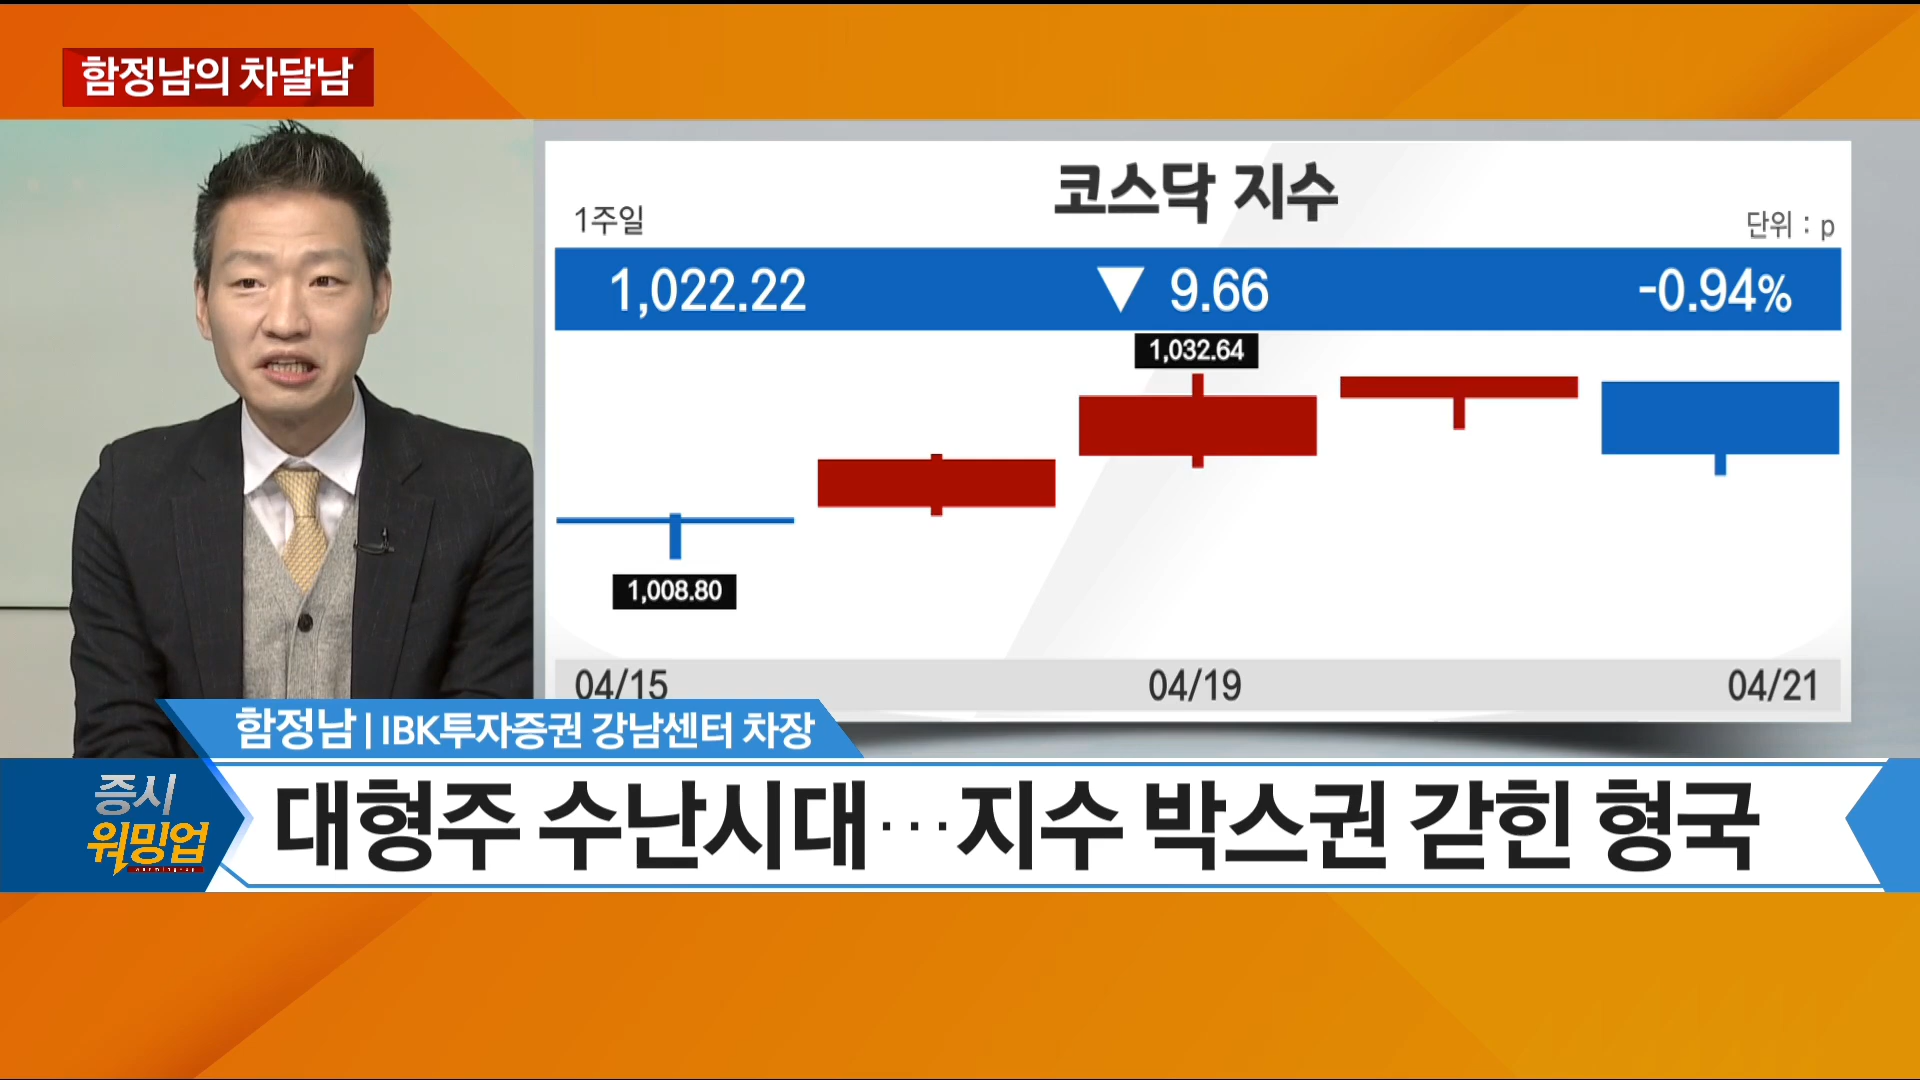 함정남의 차달남
코스닥 지수
1주일
단위 : p
1,022.22 ▼ 9.66 -0.94%
1,032.64
1,008.80
04/15 04/19 04/21
함정남 | IBK투자증권 강남센터 차장
증시
워밍업
warming-up
대형주 수난시대…지수 박스권 갇힌 형국